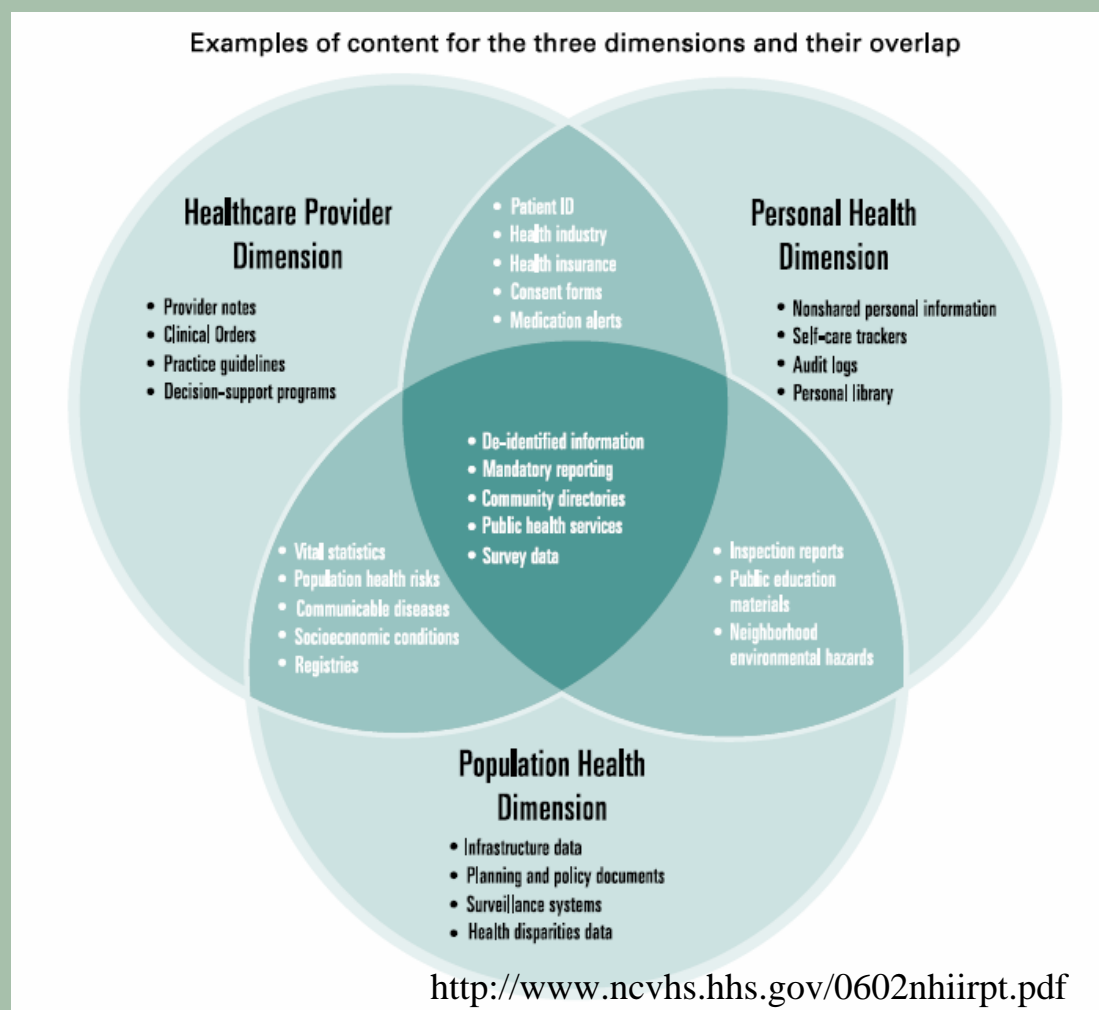 Examples of content for the three dimensions and their overlap
Healthcare Provider
Dimension
• Provider notes
• Clinical Orders
• Practice guidelines
• Decision-support programs
• Patient ID
• Health industry
• Health insurance
• Consent forms
• Medication alerts
Personal Health
Dimension
• Nonshared personal information
• Self-care trackers
• Audit logs
• Personal library
• De-identified information
• Mandatory reporting
• Community directories
• Public health services
• Survey data
• Vital statistics
• Population health risks
• Communicable diseases
• Socioeconomic conditions
• Registries
• Inspection reports
• Public education
materials
• Neighborhood
environmental hazards
Population Health
Dimension
• Infrastructure data
• Planning and policy documents
• Surveillance systems
• Health disparities data
http://www.ncvhs.hhs.gov/0602nhiirpt.pdf